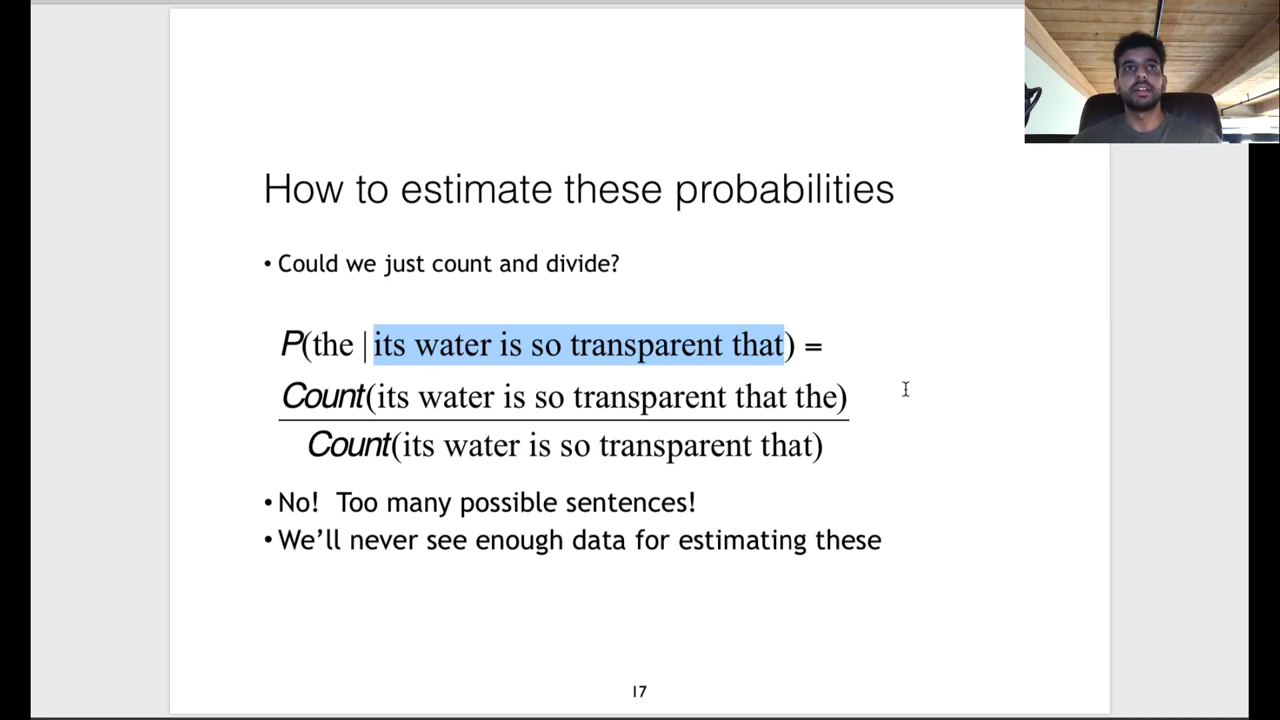 How to estimate these probabilities
• Could we just count and divide?
P(the | its water is so transparent that) =
Count(its water is so transparent that the)
Count(its water is so transparent that)
• No! Too many possible sentences!
• We'll never see enough data for estimating these
17